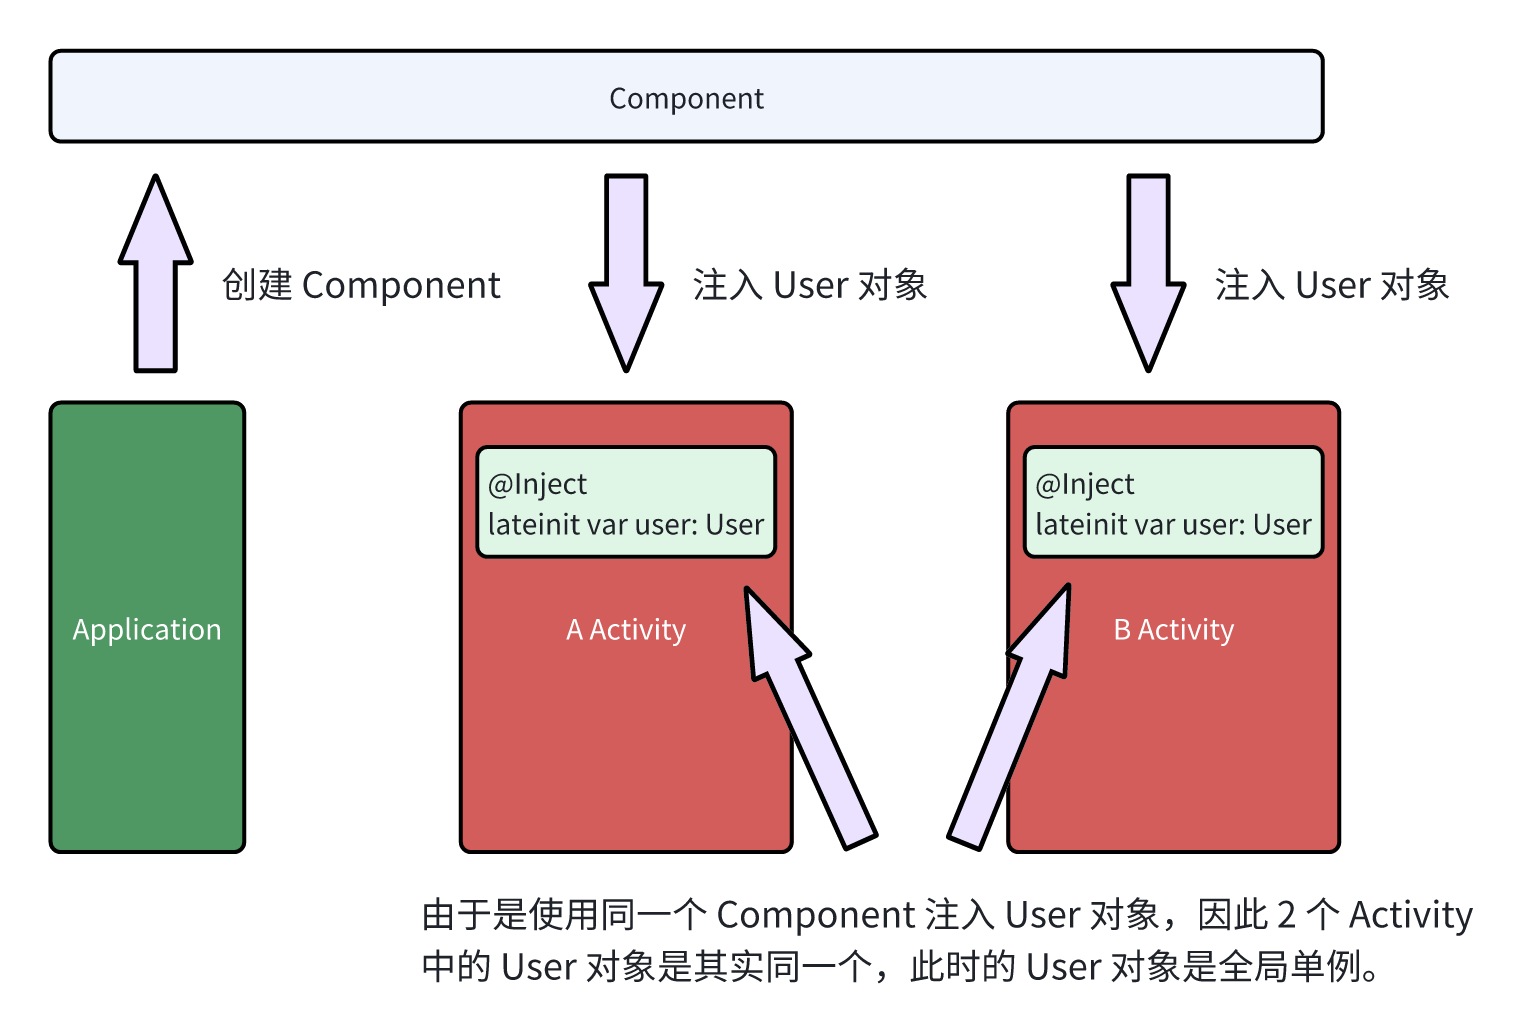 Component
创建 Component
注入 User 对象
注入 User 对象
@Inject
lateinit var user: User
@Inject
lateinit var user: User
Application
A Activity
B Activity
由于是使用同一个 Component 注入 User 对象，因此 2 个 Activity
中的 User 对象是其实同一个，此时的 User 对象是全局单例。